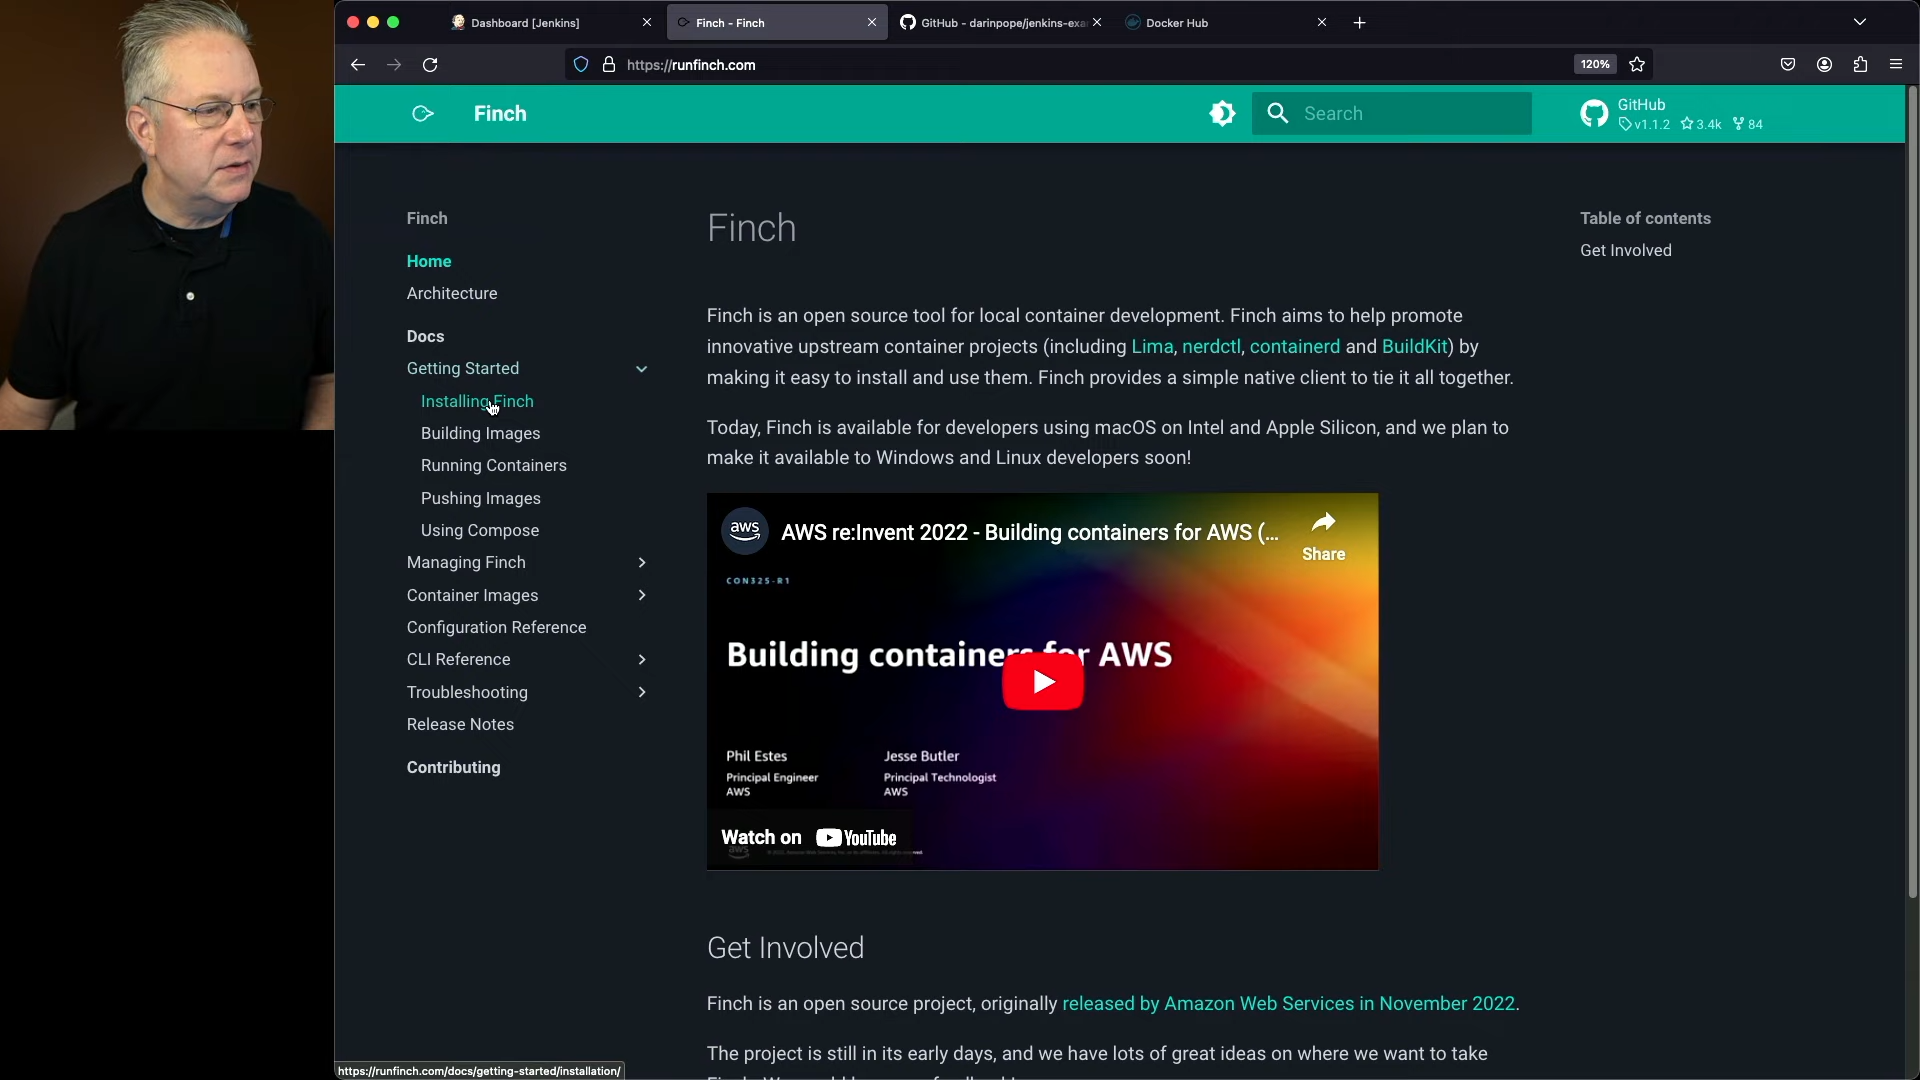 Dashboard [Jenkins]
Finch - Finch
GitHub - darinpope/jenkins-exa
Docker Hub
https://runfinch.com
120%
Finch
Search
GitHub
v1.1.2 3.4k 84
Finch
Home
Architecture
Docs
Getting Started
Installing Finch
Building Images
Running Containers
Pushing Images
Using Compose
Managing Finch
Container Images
Configuration Reference
CLI Reference
Troubleshooting
Release Notes
Contributing
Finch
Finch is an open source tool for local container development. Finch aims to help promote
innovative upstream container projects (including Lima, nerdctl, containerd and BuildKit) by
making it easy to install and use them. Finch provides a simple native client to tie it all together.
Today, Finch is available for developers using macOS on Intel and Apple Silicon, and we plan to
make it available to Windows and Linux developers soon!
aws
AWS re:Invent 2022 - Building containers for AWS (...
Share
CON325-R1
Building containers for AWS
Phil Estes
Principal Engineer
AWS
Jesse Butler
Principal Technologist
AWS
Watch on YouTube
aws
Get Involved
Finch is an open source project, originally released by Amazon Web Services in November 2022.
The project is still in its early days, and we have lots of great ideas on where we want to take
Table of contents
Get Involved
https://runfinch.com/docs/getting-started/installation/